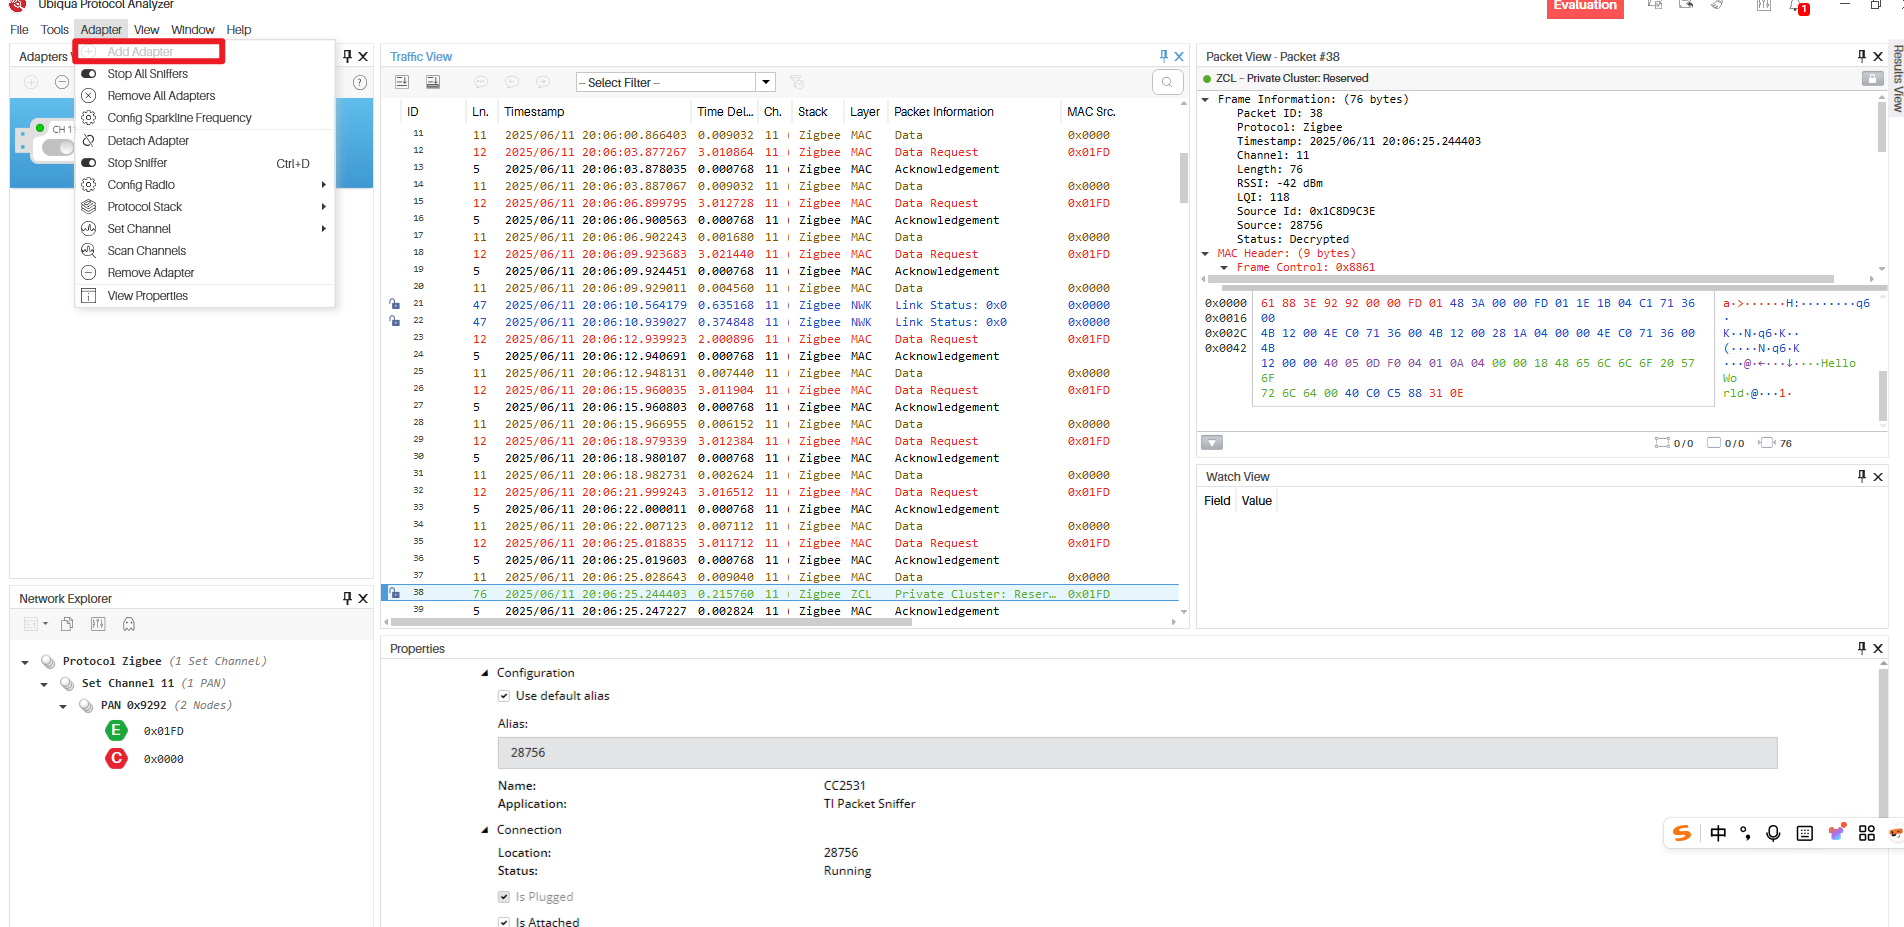 Ubiqua Protocol Analyzer
Evaluation
1
File Tools Adapter View Window Help
Adapters
Add Adapter
Stop All Sniffers
Remove All Adapters
Config Sparkline Frequency
Detach Adapter
Stop Sniffer Ctrl+D
Config Radio
Protocol Stack
Set Channel
Scan Channels
Remove Adapter
View Properties
CH 1
Traffic View
-- Select Filter --
ID Ln. Timestamp Time Del... Ch. Stack Layer Packet Information MAC Src.
11 11 2025/06/11 20:06:00.866403 0.009032 11 ( Zigbee MAC Data 0x0000
12 12 2025/06/11 20:06:03.877267 3.010864 11 ( Zigbee MAC Data Request 0x01FD
13 5 2025/06/11 20:06:03.878035 0.000768 11 ( Zigbee MAC Acknowledgement
14 11 2025/06/11 20:06:03.887067 0.009032 11 ( Zigbee MAC Data 0x0000
15 12 2025/06/11 20:06:06.899795 3.012728 11 ( Zigbee MAC Data Request 0x01FD
16 5 2025/06/11 20:06:06.900563 0.000768 11 ( Zigbee MAC Acknowledgement
17 11 2025/06/11 20:06:06.902243 0.001680 11 ( Zigbee MAC Data 0x0000
18 12 2025/06/11 20:06:09.923683 3.021440 11 ( Zigbee MAC Data Request 0x01FD
19 5 2025/06/11 20:06:09.924451 0.000768 11 ( Zigbee MAC Acknowledgement
20 11 2025/06/11 20:06:09.929011 0.004560 11 ( Zigbee MAC Data 0x0000
21 47 2025/06/11 20:06:10.564179 0.635168 11 ( Zigbee NWK Link Status: 0x0 0x0000
22 47 2025/06/11 20:06:10.939027 0.374848 11 ( Zigbee NWK Link Status: 0x0 0x0000
23 12 2025/06/11 20:06:12.939923 2.000896 11 ( Zigbee MAC Data Request 0x01FD
24 5 2025/06/11 20:06:12.940691 0.000768 11 ( Zigbee MAC Acknowledgement
25 11 2025/06/11 20:06:12.948131 0.007440 11 ( Zigbee MAC Data 0x0000
26 12 2025/06/11 20:06:15.960035 3.011904 11 ( Zigbee MAC Data Request 0x01FD
27 5 2025/06/11 20:06:15.960803 0.000768 11 ( Zigbee MAC Acknowledgement
28 11 2025/06/11 20:06:15.966955 0.006152 11 ( Zigbee MAC Data 0x0000
29 12 2025/06/11 20:06:18.979339 3.012384 11 ( Zigbee MAC Data Request 0x01FD
30 5 2025/06/11 20:06:18.980107 0.000768 11 ( Zigbee MAC Acknowledgement
31 11 2025/06/11 20:06:18.982731 0.002624 11 ( Zigbee MAC Data 0x0000
32 12 2025/06/11 20:06:21.999243 3.016512 11 ( Zigbee MAC Data Request 0x01FD
33 5 2025/06/11 20:06:22.000011 0.000768 11 ( Zigbee MAC Acknowledgement
34 11 2025/06/11 20:06:22.007123 0.007112 11 ( Zigbee MAC Data 0x0000
35 12 2025/06/11 20:06:25.018835 3.011712 11 ( Zigbee MAC Data Request 0x01FD
36 5 2025/06/11 20:06:25.019603 0.000768 11 ( Zigbee MAC Acknowledgement
37 11 2025/06/11 20:06:25.028643 0.009040 11 ( Zigbee MAC Data 0x0000
38 76 2025/06/11 20:06:25.244403 0.215760 11 ( Zigbee ZCL Private Cluster: Reser… 0x01FD
39 5 2025/06/11 20:06:25.247227 0.002824 11 ( Zigbee MAC Acknowledgement
Packet View - Packet #38
ZCL - Private Cluster: Reserved
Frame Information: (76 bytes)
Packet ID: 38
Protocol: Zigbee
Timestamp: 2025/06/11 20:06:25.244403
Channel: 11
Length: 76
RSSI: -42 dBm
LQI: 118
Source Id: 0x1C8D9C3E
Source: 28756
Status: Decrypted
MAC Header: (9 bytes)
Frame Control: 0x8861
0x0000 61 88 3E 92 92 00 00 FD 01 48 3A 00 00 FD 01 1E 1B 04 C1 71 36 a·>······H:········q6
0x0016 00 ·
0x002C 4B 12 00 4E C0 71 36 00 4B 12 00 28 1A 04 00 00 4E C0 71 36 00 K··N·q6·K··
0x0042 4B (····N·q6·K
12 00 00 40 05 0D F0 04 01 0A 04 00 00 18 48 65 6C 6C 6F 20 57 ···@·←···↓····Hello
6F Wo
72 6C 64 00 40 C0 C5 88 31 0E rld·@···1·
0/0 0/0 76
Results View
Watch View
Field Value
Network Explorer
Protocol Zigbee (1 Set Channel)
Set Channel 11 (1 PAN)
PAN 0x9292 (2 Nodes)
E 0x01FD
C 0x0000
Properties
Configuration
Use default alias
Alias:
28756
Name: CC2531
Application: TI Packet Sniffer
Connection
Location: 28756
Status: Running
Is Plugged
Is Attached
S 中